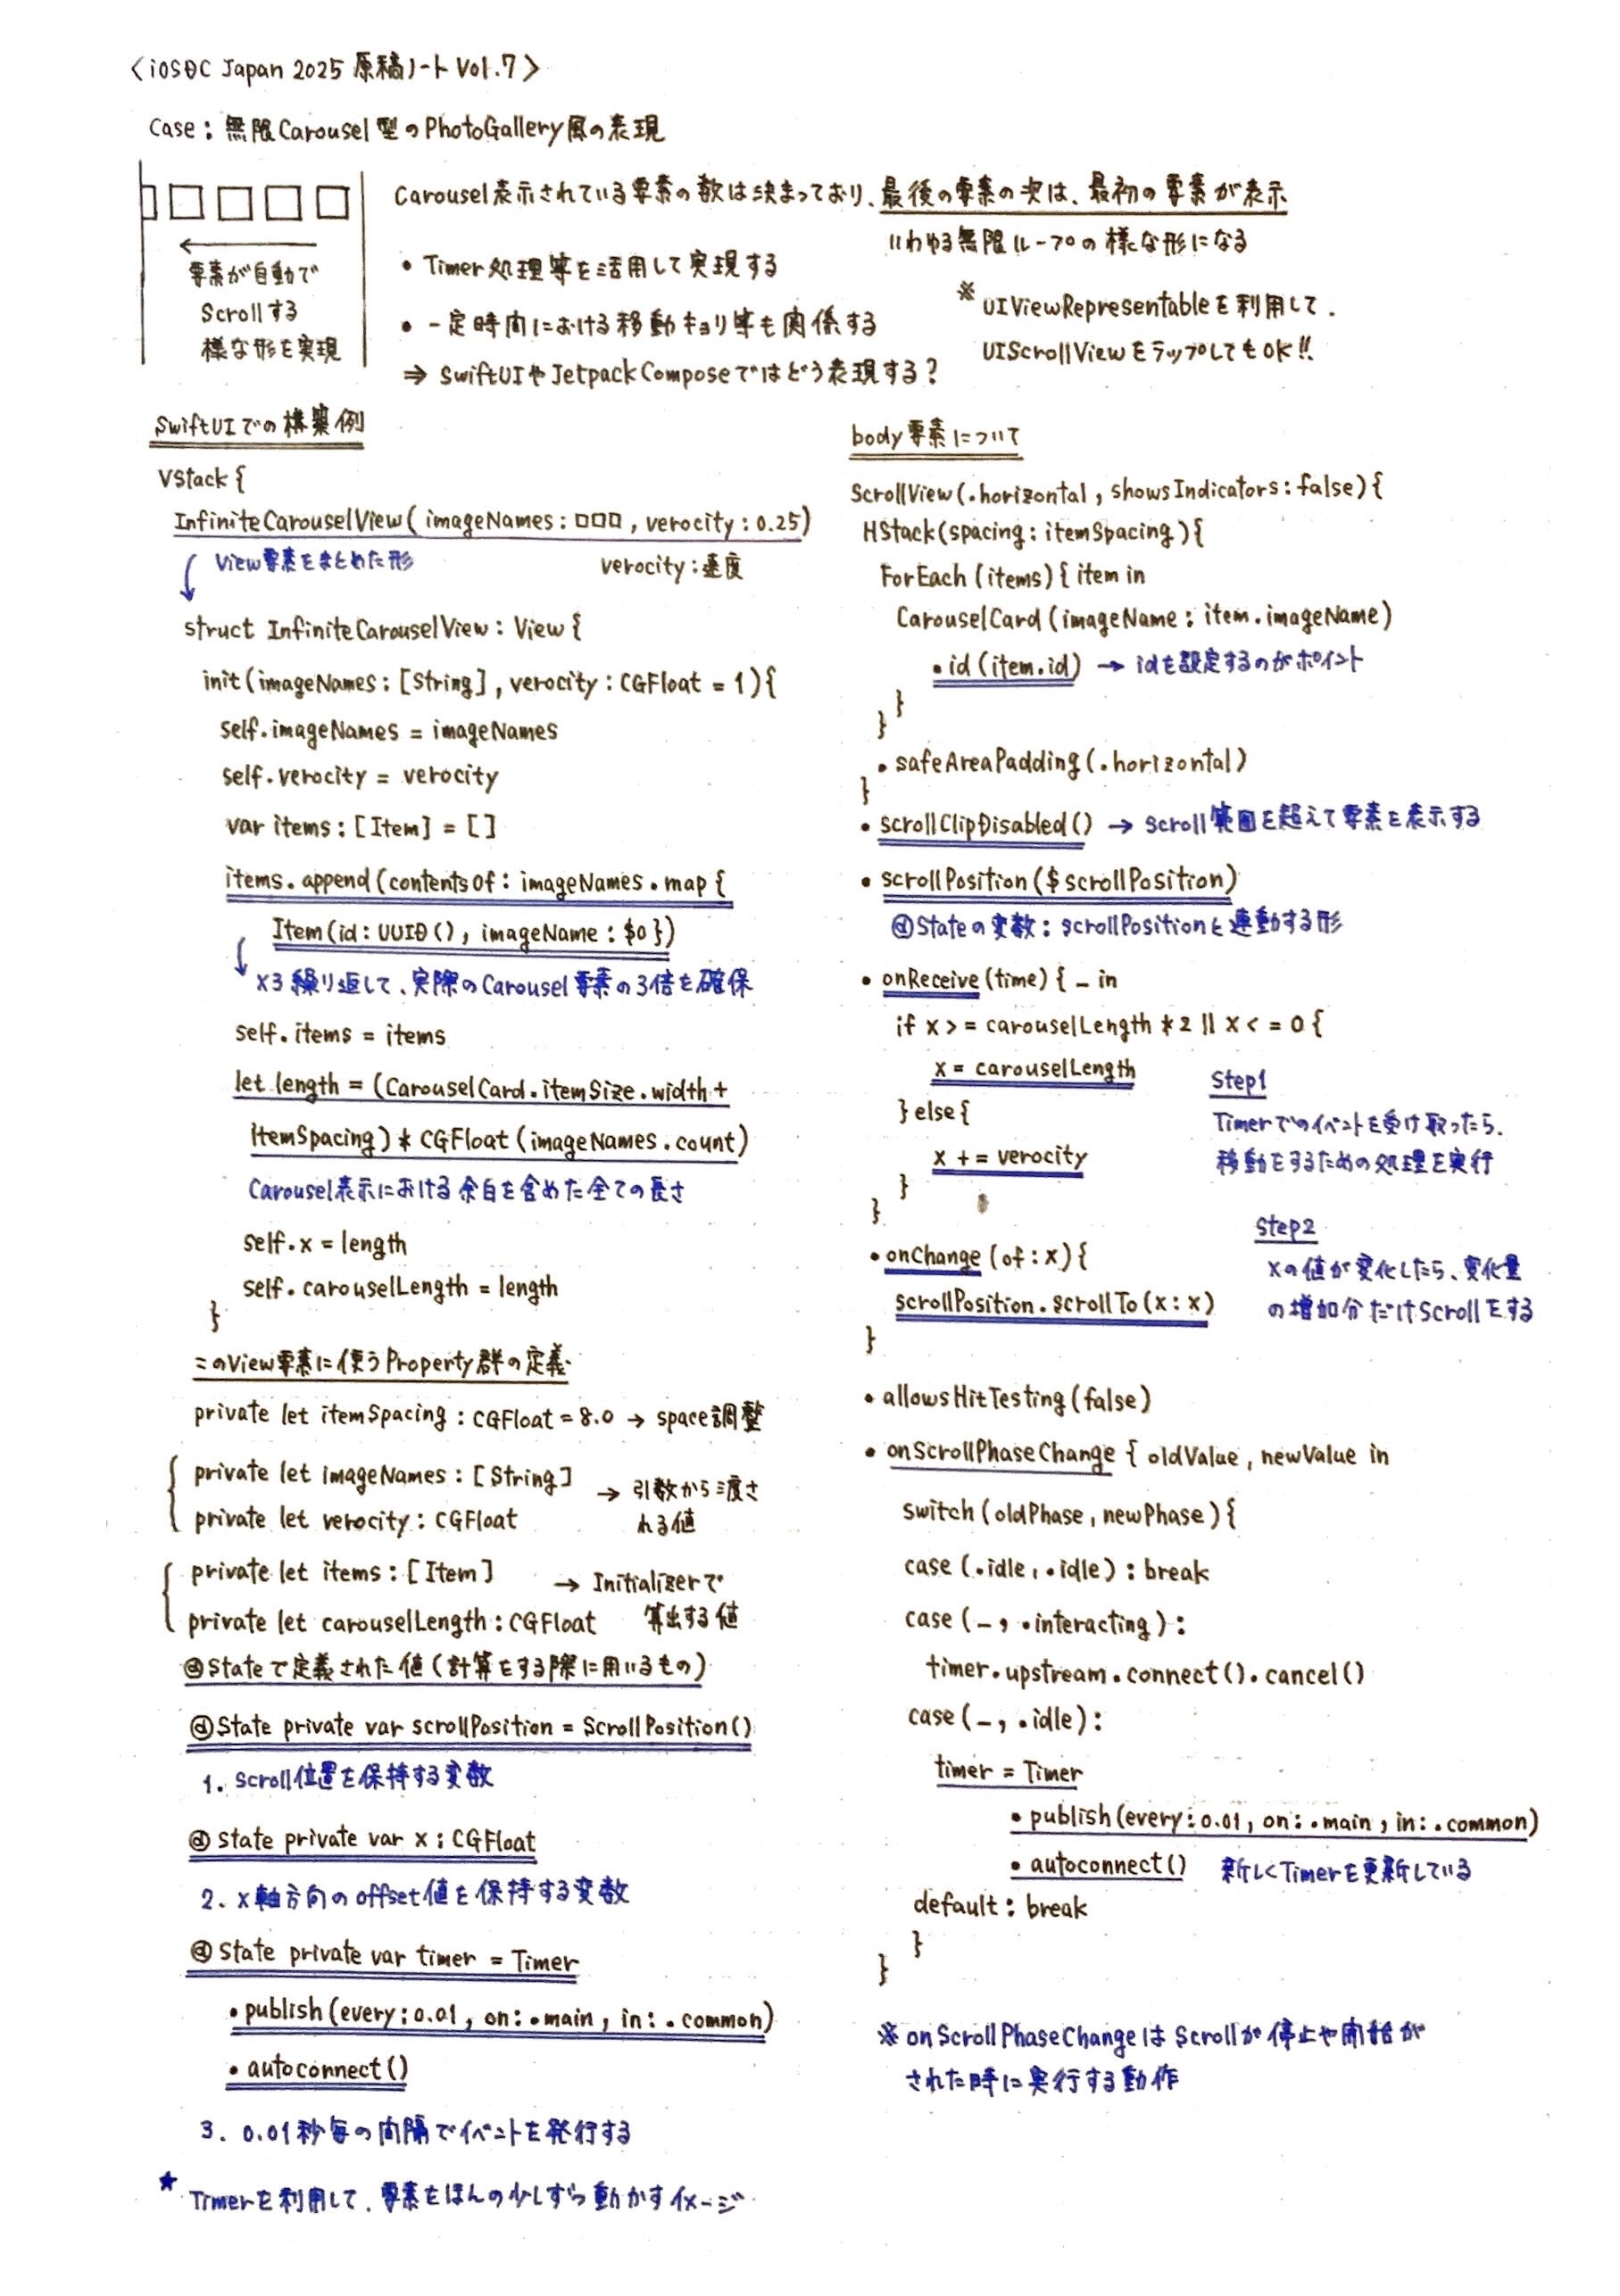 <iOSDC Japan 2025 原稿ノート Vol.7>
Case: 無限Carousel型のPhotoGallery風の表現
要素が自動で
Scrollする
様な形を実現
Carousel表示されている要素の数は決まっており、最後の要素の次は、最初の要素が表示
いわゆる無限ループの様な形になる
• Timer処理等を活用して実現する
• 一定時間における移動キョリ等も関係する
⇒ SwiftUIやJetpackComposeではどう表現する?
※ UIViewRepresentableを利用して.
UIScrollViewをラップしてもOK!!
SwiftUIでの構築例
VStack {
InfiniteCarouselView( imageNames: □□□, verocity: 0.25)
View要素をまとめた形
verocity: 速度
struct InfiniteCarouselView: View {
init(imageNames: [String], verocity: CGFloat = 1){
self.imageNames = imageNames
self.verocity = verocity
var items: [Item] = []
items.append(contentsOf: imageNames.map {
Item(id: UUID(), imageName: $0 })
×3 繰り返して、実際のCarousel要素の3倍を確保
self.items = items
let length = (CarouselCard.itemSize.width +
itemSpacing) * CGFloat(imageNames.count)
Carousel表示における余白を含めた全ての長さ
self.x = length
self.carouselLength = length
}
このView要素に使うProperty群の定義
private let itemSpacing: CGFloat = 8.0 → space調整
private let imageNames: [String]
private let verocity: CGFloat
→ 引数から渡さ
れる値
private let items: [Item]
private let carouselLength: CGFloat
→ Initializerで
算出する値
@Stateで定義された値(計算をする際に用いるもの)
@State private var scrollPosition = ScrollPosition()
1. Scroll位置を保持する変数
@State private var x: CGFloat
2. x軸方向のoffset値を保持する変数
@State private var timer = Timer
.publish(every: 0.01, on: .main, in: .common)
.autoconnect()
3. 0.01秒毎の間隔でイベントを発行する
★ Timerを利用して、要素をほんの少しずつ動かすイメージ
body要素について
ScrollView(.horizontal, showsIndicators: false){
HStack(spacing: itemSpacing){
ForEach(items){ item in
CarouselCard(imageName: item.imageName)
.id(item.id) → idを設定するのがポイント
}
}
.safeAreaPadding(.horizontal)
}
.scrollClipDisabled() → Scroll範囲を超えて要素を表示する
.scrollPosition($scrollPosition)
@Stateの変数: scrollPositionと連動する形
.onReceive(time){ _ in
if x >= carouselLength * 2 || x <= 0 {
x = carouselLength
} else {
x += verocity
}
}
Step1
Timerでのイベントを受け取ったら、
移動をするための処理を実行
.onChange(of: x){
scrollPosition.scrollTo(x: x)
}
Step2
Xの値が変化したら、変化量
の増加分だけScrollをする
.allowsHitTesting(false)
.onScrollPhaseChange { oldValue, newValue in
switch(oldPhase, newPhase){
case (.idle, .idle): break
case (_, .interacting):
timer.upstream.connect().cancel()
case (_, .idle):
timer = Timer
.publish(every: 0.01, on: .main, in: .common)
.autoconnect() 新しくTimerを更新している
default: break
}
}
※ onScrollPhaseChangeはScrollが停止や開始が
された時に実行する動作